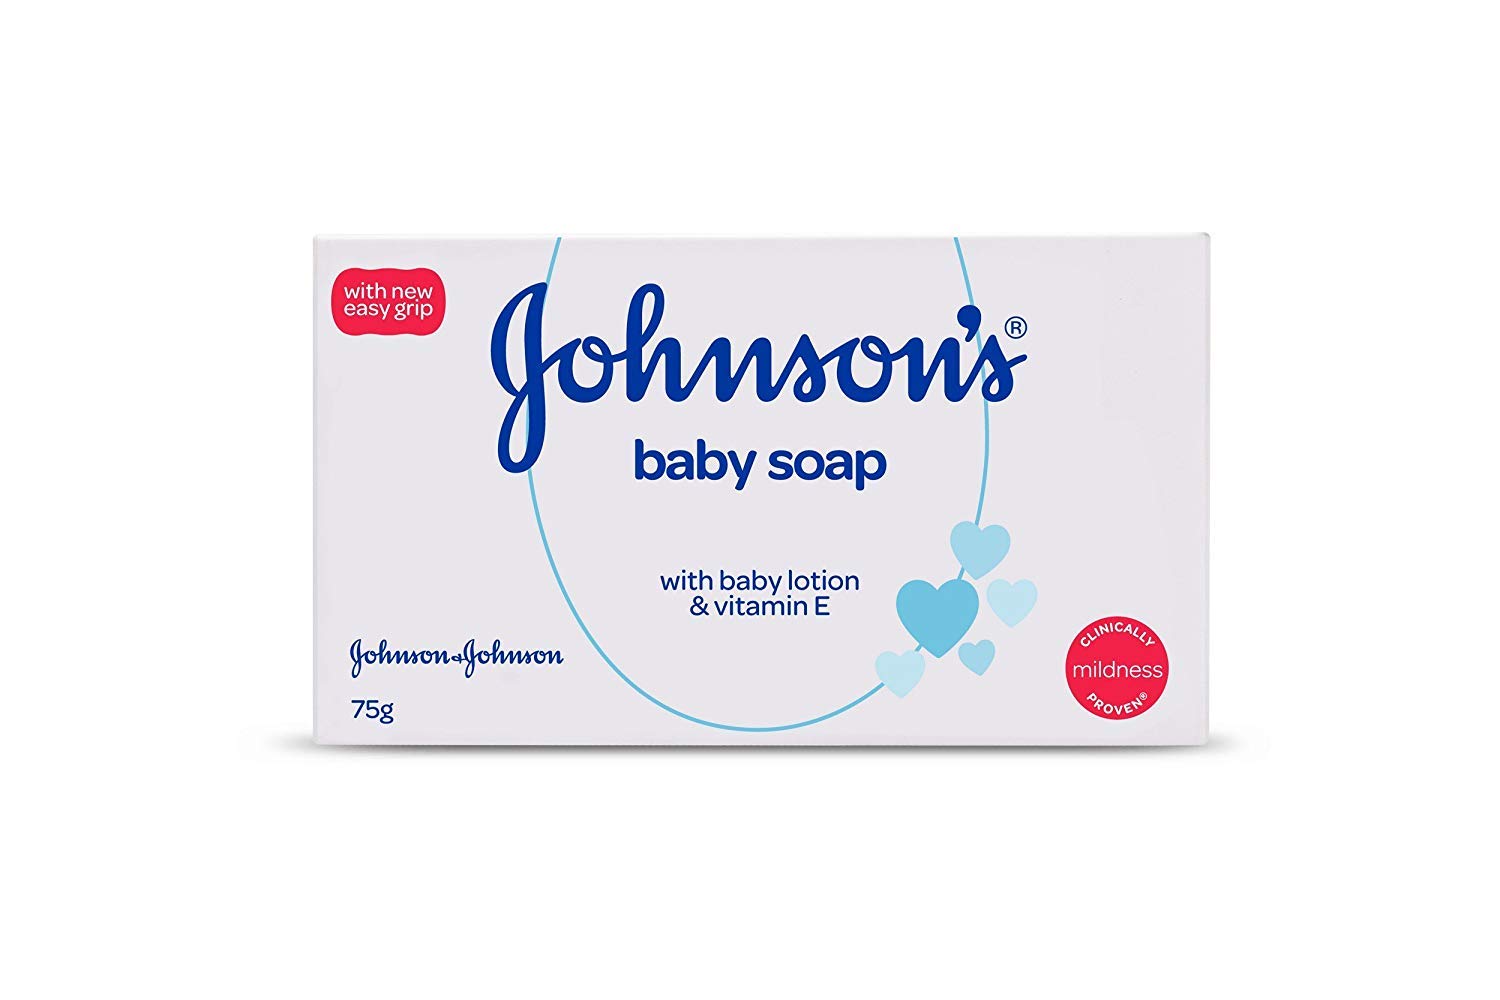 with new
easy grip
Johnson's®
baby soap
with baby lotion
& vitamin E
Johnson & Johnson
75g
CLINICALLY
mildness
PROVEN®